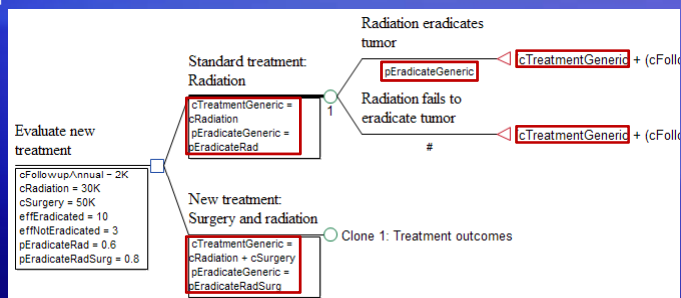 Radiation eradicates
tumor
cTreatmentGeneric + (cFollo
pEradicateGeneric
Standard treatment:
Radiation
cTreatmentGeneric =
cRadiation
pEradicateGeneric =
pEradicateRad
1
Radiation fails to
eradicate tumor
#
cTreatmentGeneric + (cFollo
Evaluate new
treatment
cFollowupAnnual = 2K
cRadiation = 30K
cSurgery = 50K
effEradicated = 10
effNotEradicated = 3
pEradicateRad = 0.6
pEradicateRadSurg = 0.8
New treatment:
Surgery and radiation
cTreatmentGeneric =
cRadiation + cSurgery
pEradicateGeneric =
pEradicateRadSurg
Clone 1: Treatment outcomes